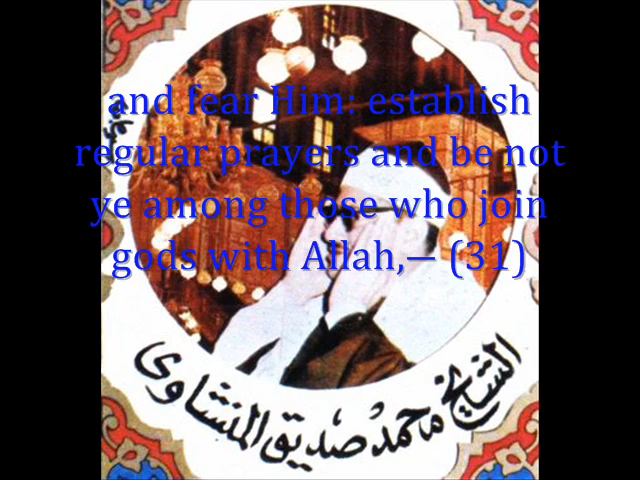 and fear Him: establish
regular prayers and be not
ye among those who join
gods with Allah,— (31)
الشيخ محمد صديق المنشاوى